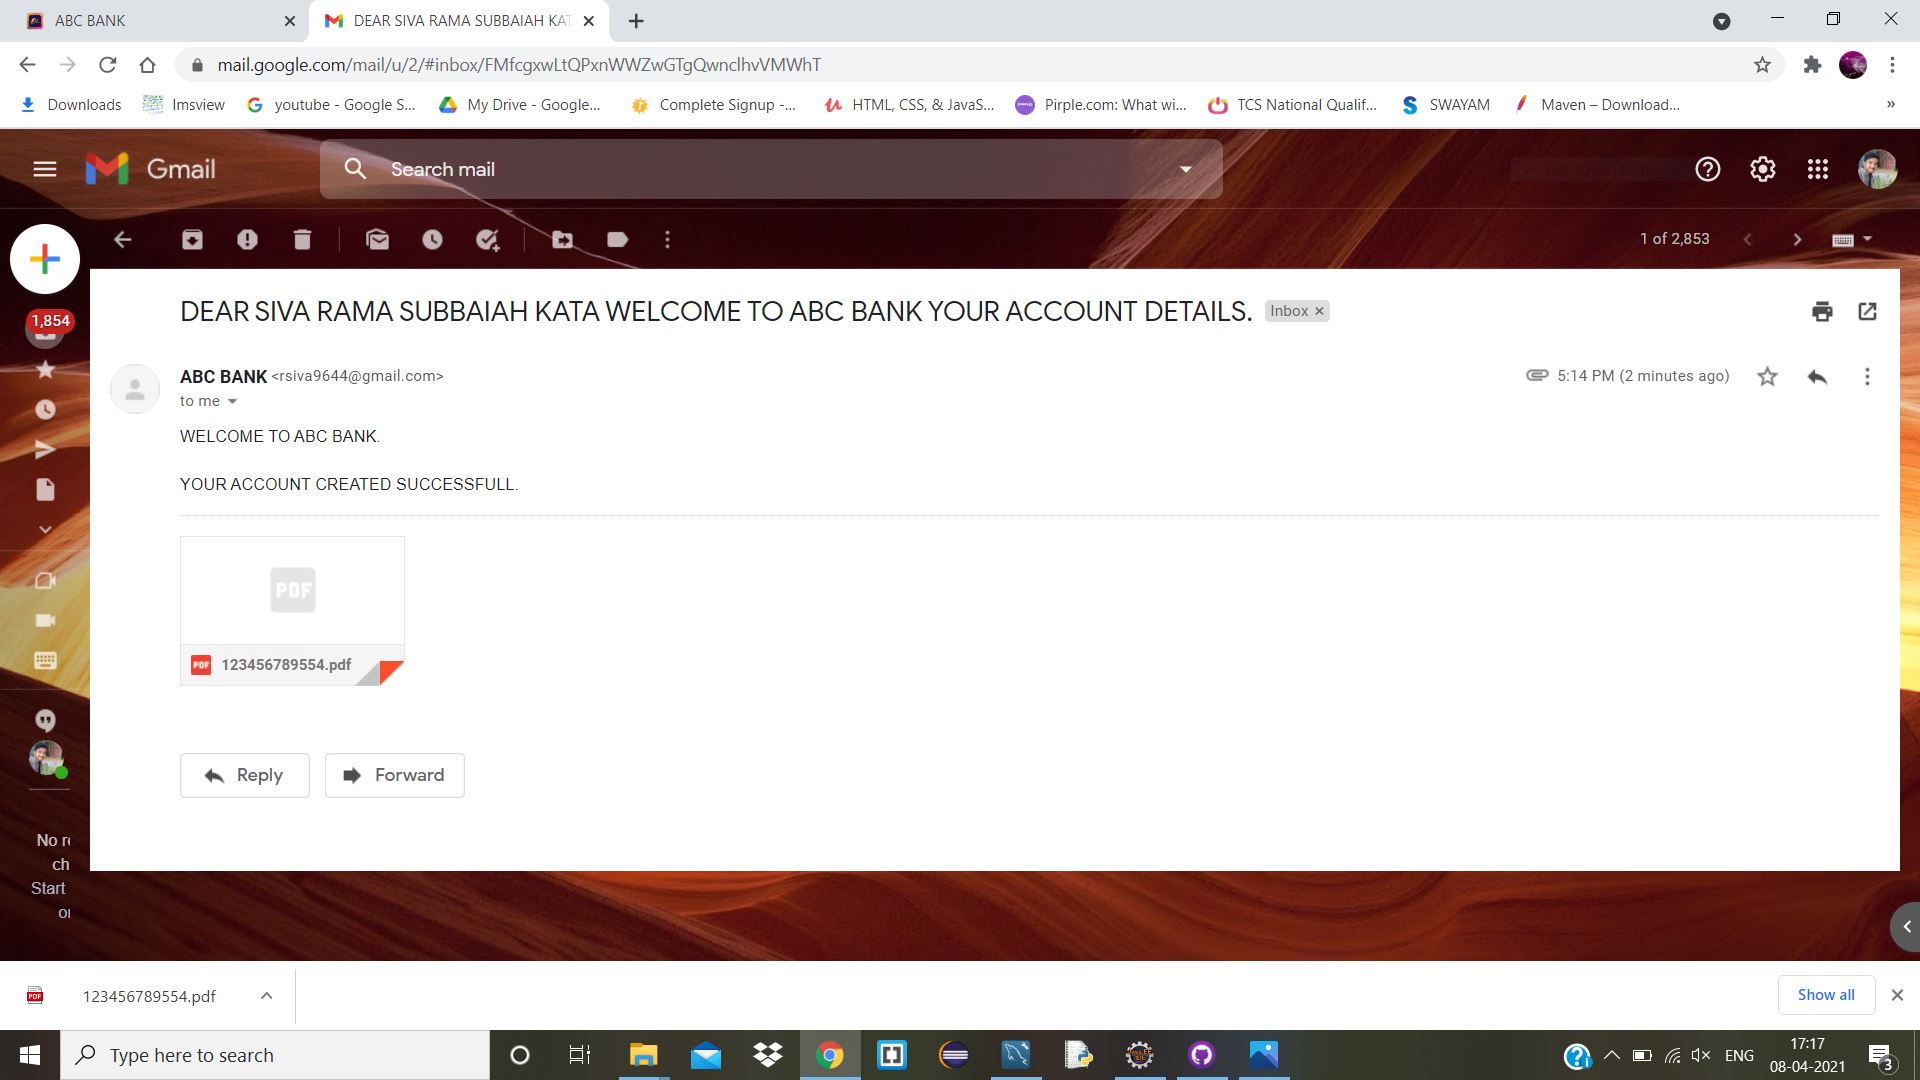 ABC BANK
DEAR SIVA RAMA SUBBAIAH KAT
mail.google.com/mail/u/2/#inbox/FMfcgxwLtQPxnWWZwGTgQwnclhvVMWhT
Downloads Imsview youtube - Google S... My Drive - Google... Complete Signup -... HTML, CSS, & JavaS... Pirple.com: What wi... TCS National Qualif... SWAYAM Maven – Download... »
Gmail Search mail
1 of 2,853
1,854
DEAR SIVA RAMA SUBBAIAH KATA WELCOME TO ABC BANK YOUR ACCOUNT DETAILS. Inbox ×
ABC BANK <rsiva9644@gmail.com> 5:14 PM (2 minutes ago)
to me
WELCOME TO ABC BANK.
YOUR ACCOUNT CREATED SUCCESSFULL.
PDF
PDF 123456789554.pdf
Reply Forward
No re
ch
Start
PDF 123456789554.pdf Show all
Type here to search
ENG 17:17
08-04-2021 3